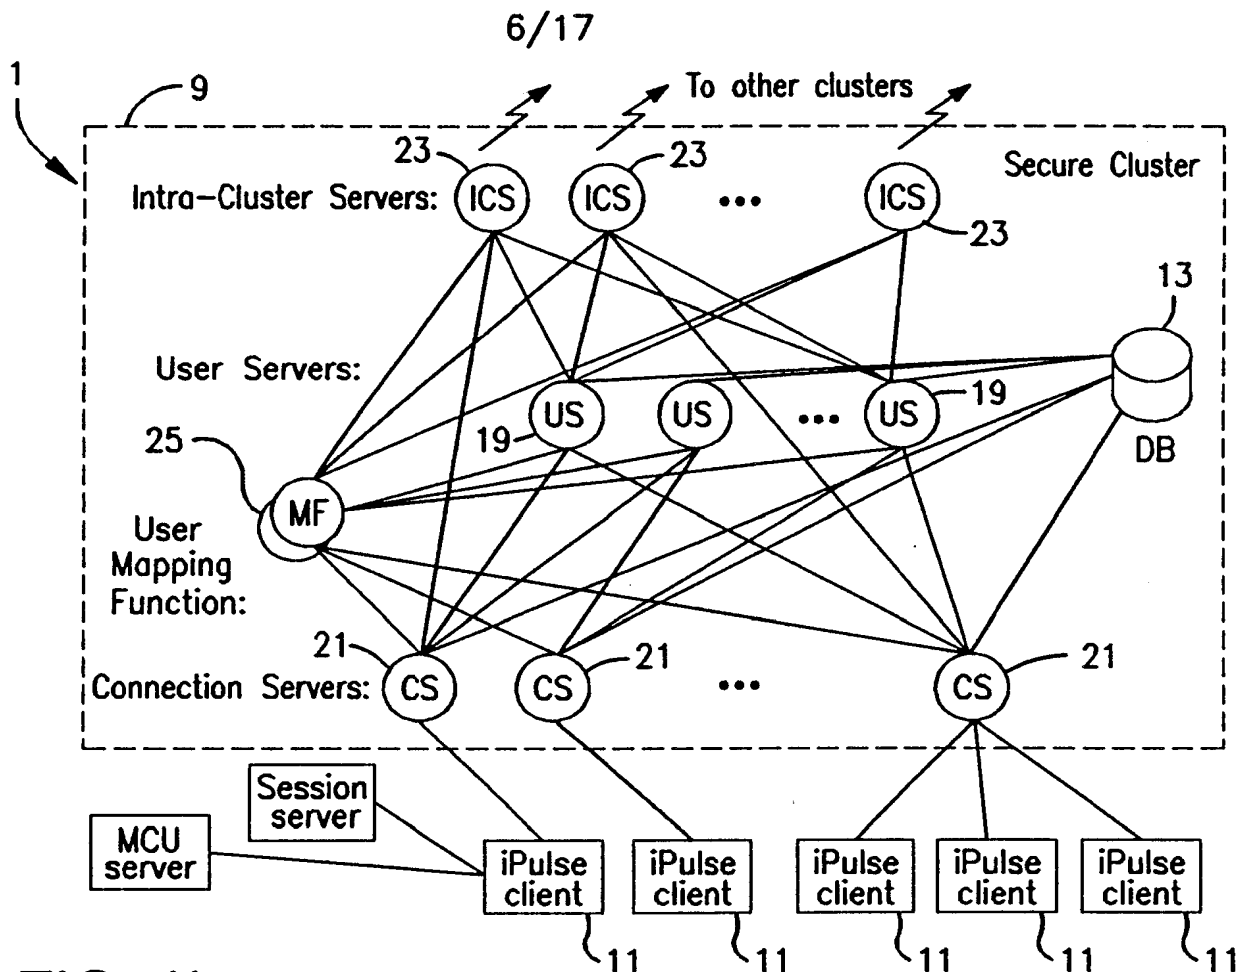 6/17
1
9
To other clusters
23
23
Secure Cluster
Intra-Cluster Servers:
ICS
ICS
...
ICS
23
13
User Servers:
19
US
US
...
US
19
DB
25
MF
User
Mapping
Function:
21
21
21
Connection Servers:
CS
CS
...
CS
Session
server
MCU
server
iPulse
client
iPulse
client
iPulse
client
iPulse
client
iPulse
client
11
11
11
11
11